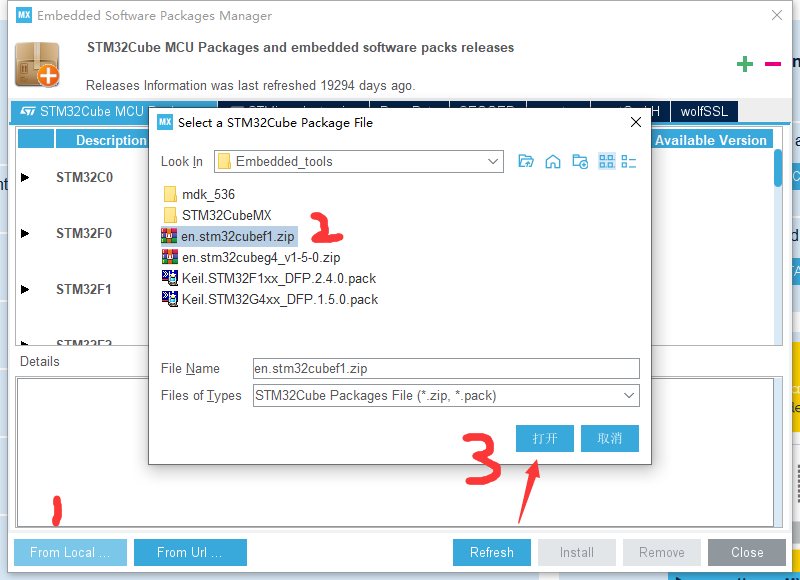 MX Embedded Software Packages Manager
STM32Cube MCU Packages and embedded software packs releases
Releases Information was last refreshed 19294 days ago.
STM32Cube MCU
wolfSSL
MX Select a STM32Cube Package File
Description
Available Version
Look In
Embedded_tools
STM32C0
mdk_536
STM32CubeMX
STM32F0
en.stm32cubef1.zip
2
en.stm32cubeg4_v1-5-0.zip
Keil.STM32F1xx_DFP.2.4.0.pack
STM32F1
Keil.STM32G4xx_DFP.1.5.0.pack
Details
File Name
en.stm32cubef1.zip
Files of Types
STM32Cube Packages File (*.zip, *.pack)
3
打开
取消
1
From Local ...
From Url ...
Refresh
Install
Remove
Close